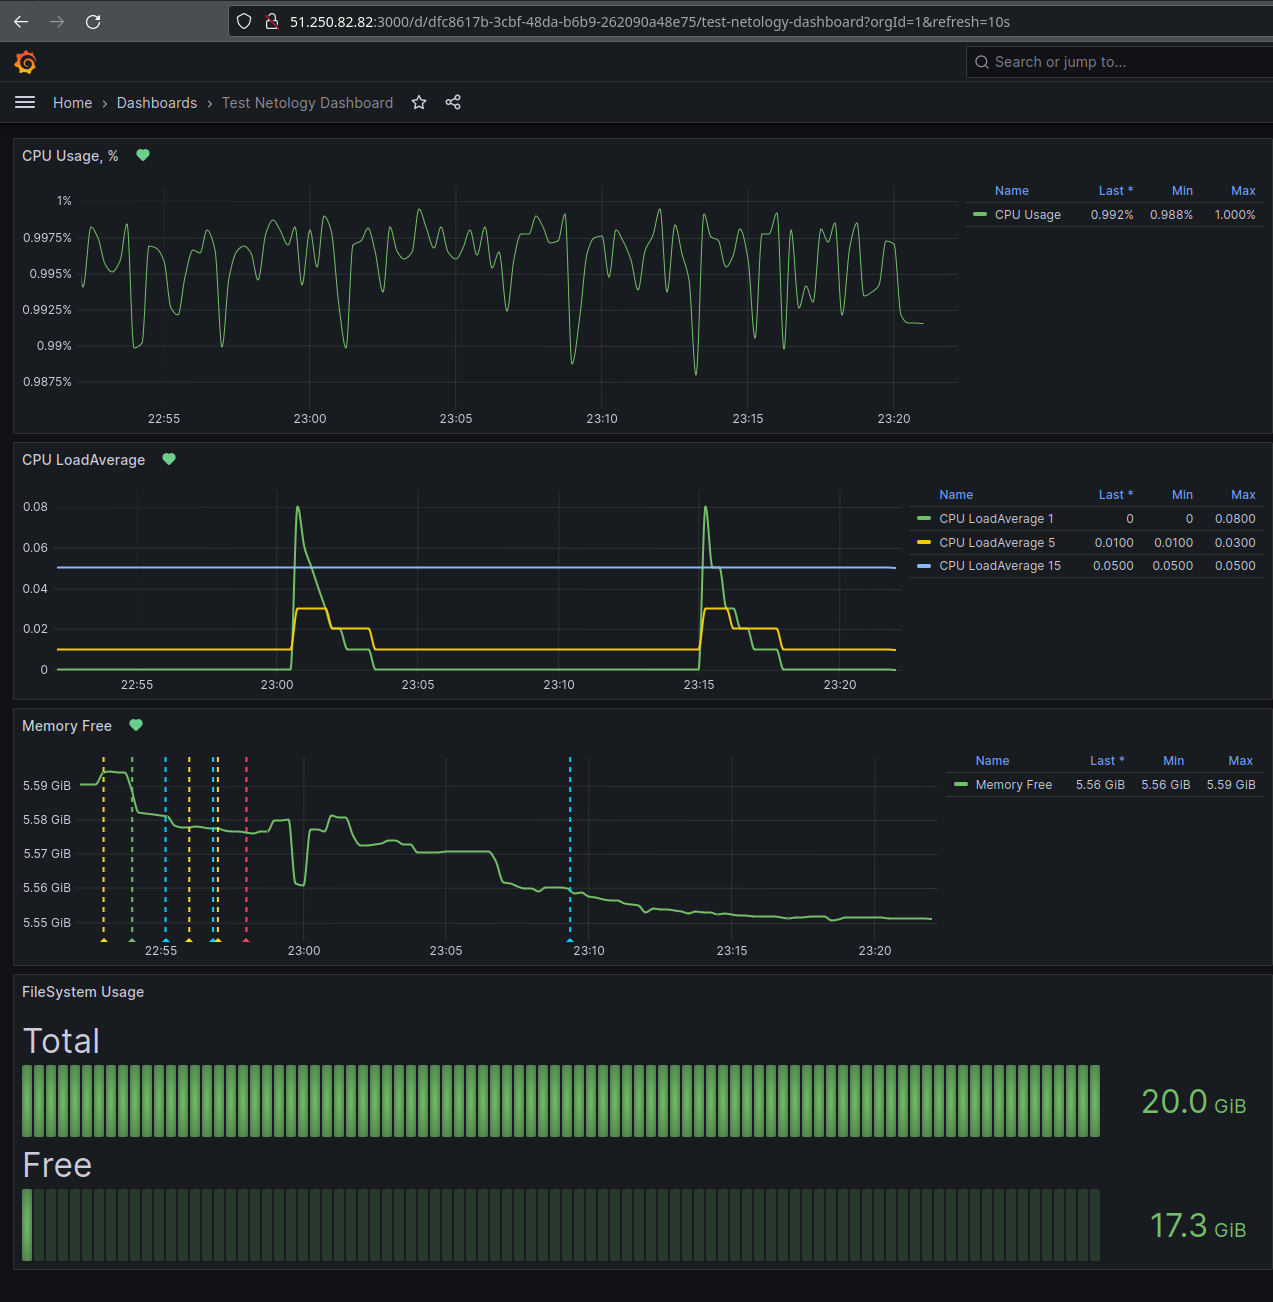 51.250.82.82:3000/d/dfc8617b-3cbf-48da-b6b9-262090a48e75/test-netology-dashboard?orgId=1&refresh=10s
Search or jump to...
Home › Dashboards › Test Netology Dashboard
CPU Usage, %
1%
0.9975%
0.995%
0.9925%
0.99%
0.9875%
22:55 23:00 23:05 23:10 23:15 23:20
Name Last * Min Max
CPU Usage 0.992% 0.988% 1.000%
CPU LoadAverage
0.08
0.06
0.04
0.02
0
22:55 23:00 23:05 23:10 23:15 23:20
Name Last * Min Max
CPU LoadAverage 1 0 0 0.0800
CPU LoadAverage 5 0.0100 0.0100 0.0300
CPU LoadAverage 15 0.0500 0.0500 0.0500
Memory Free
5.59 GiB
5.58 GiB
5.57 GiB
5.56 GiB
5.55 GiB
22:55 23:00 23:05 23:10 23:15 23:20
Name Last * Min Max
Memory Free 5.56 GiB 5.56 GiB 5.59 GiB
FileSystem Usage
Total
20.0 GiB
Free
17.3 GiB